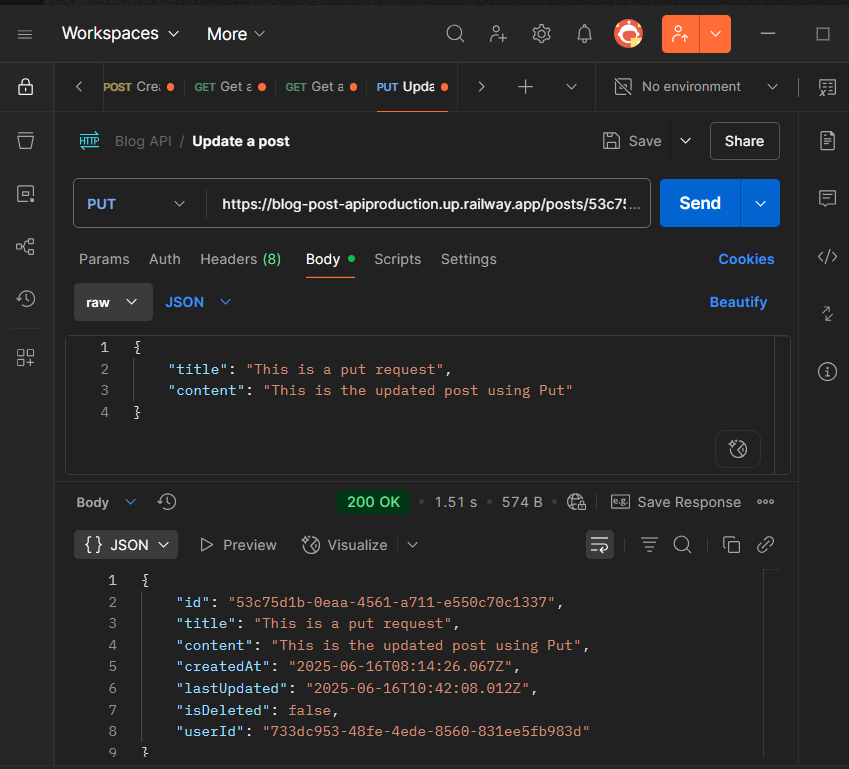 Workspaces More
POST Crea GET Get a GET Get a PUT Upda No environment
HTTP Blog API / Update a post Save Share
PUT https://blog-post-apiproduction.up.railway.app/posts/53c75... Send
Params Auth Headers (8) Body Scripts Settings Cookies
raw JSON Beautify
1 {
2 "title": "This is a put request",
3 "content": "This is the updated post using Put"
4 }
Body 200 OK • 1.51 s • 574 B • e.g. Save Response
{} JSON Preview Visualize
1 {
2 "id": "53c75d1b-0eaa-4561-a711-e550c70c1337",
3 "title": "This is a put request",
4 "content": "This is the updated post using Put",
5 "createdAt": "2025-06-16T08:14:26.067Z",
6 "lastUpdated": "2025-06-16T10:42:08.012Z",
7 "isDeleted": false,
8 "userId": "733dc953-48fe-4ede-8560-831ee5fb983d"
9 }